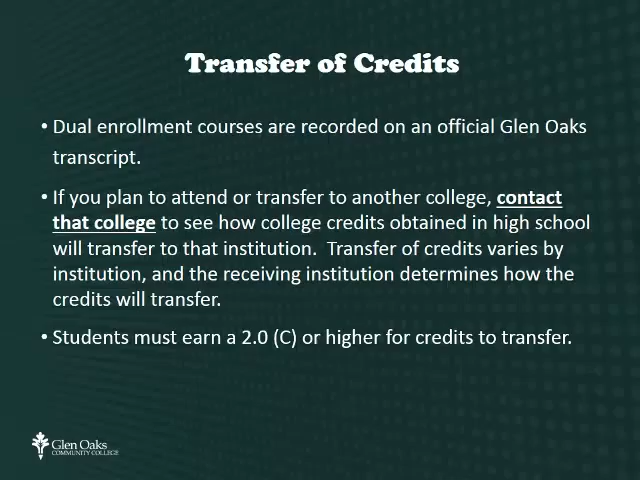 Transfer of Credits
• Dual enrollment courses are recorded on an official Glen Oaks
transcript.
• If you plan to attend or transfer to another college, contact
that college to see how college credits obtained in high school
will transfer to that institution.  Transfer of credits varies by
institution, and the receiving institution determines how the
credits will transfer.
• Students must earn a 2.0 (C) or higher for credits to transfer.
Glen Oaks
COMMUNITY COLLEGE